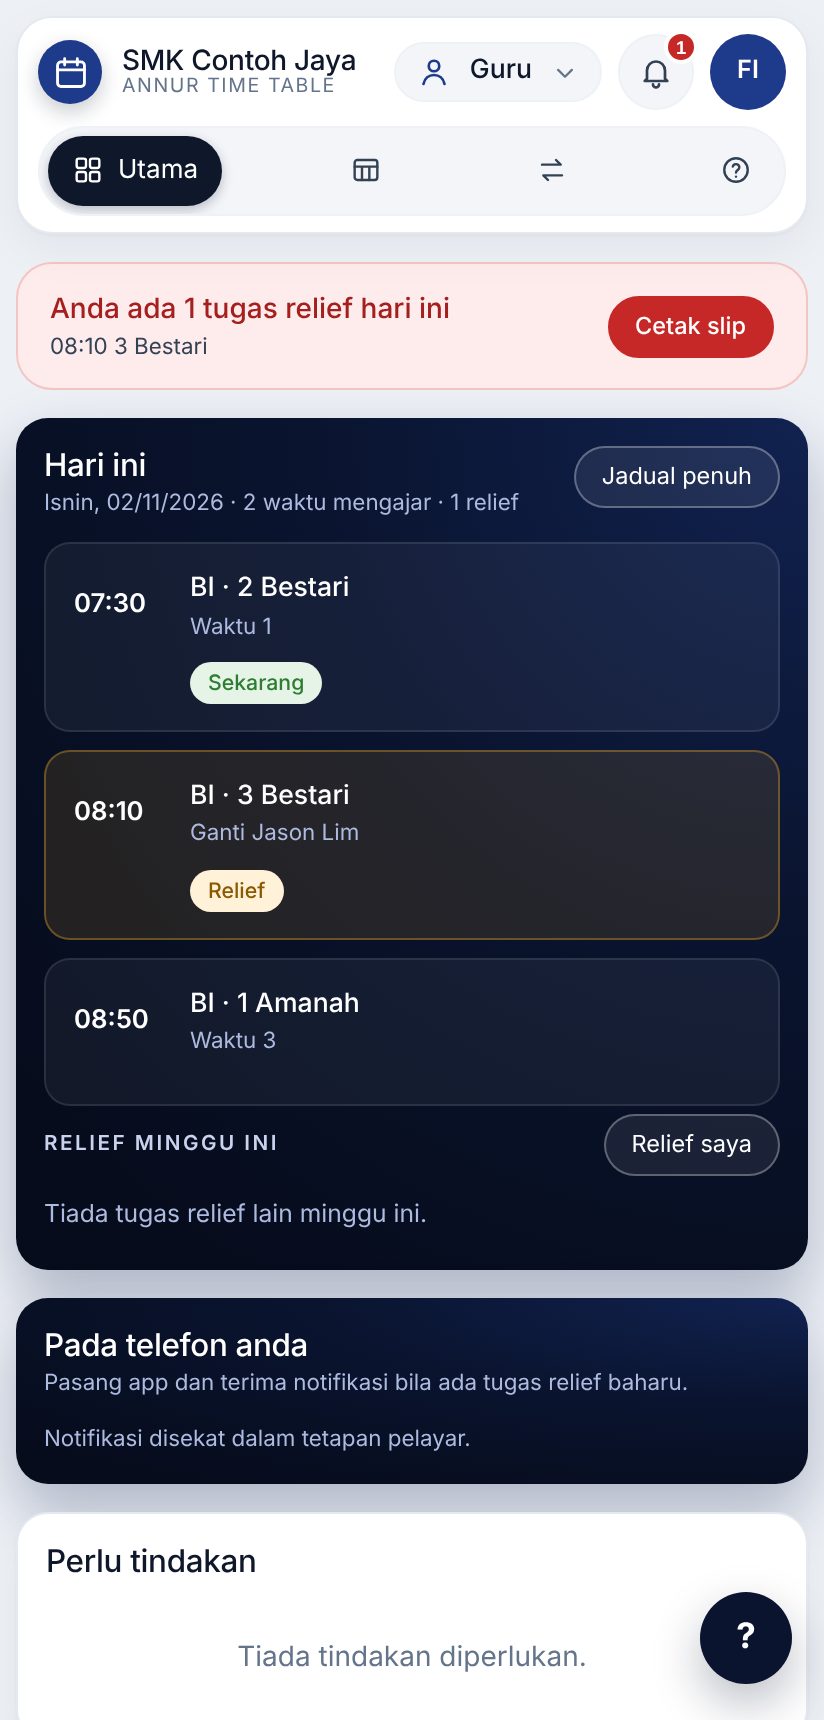 SMK Contoh Jaya
ANNUR TIME TABLE
Guru
1
FI
Utama
Anda ada 1 tugas relief hari ini
08:10 3 Bestari
Cetak slip
Hari ini
Isnin, 02/11/2026 · 2 waktu mengajar · 1 relief
Jadual penuh
07:30
BI · 2 Bestari
Waktu 1
Sekarang
08:10
BI · 3 Bestari
Ganti Jason Lim
Relief
08:50
BI · 1 Amanah
Waktu 3
RELIEF MINGGU INI
Relief saya
Tiada tugas relief lain minggu ini.
Pada telefon anda
Pasang app dan terima notifikasi bila ada tugas relief baharu.
Notifikasi disekat dalam tetapan pelayar.
Perlu tindakan
Tiada tindakan diperlukan.
?